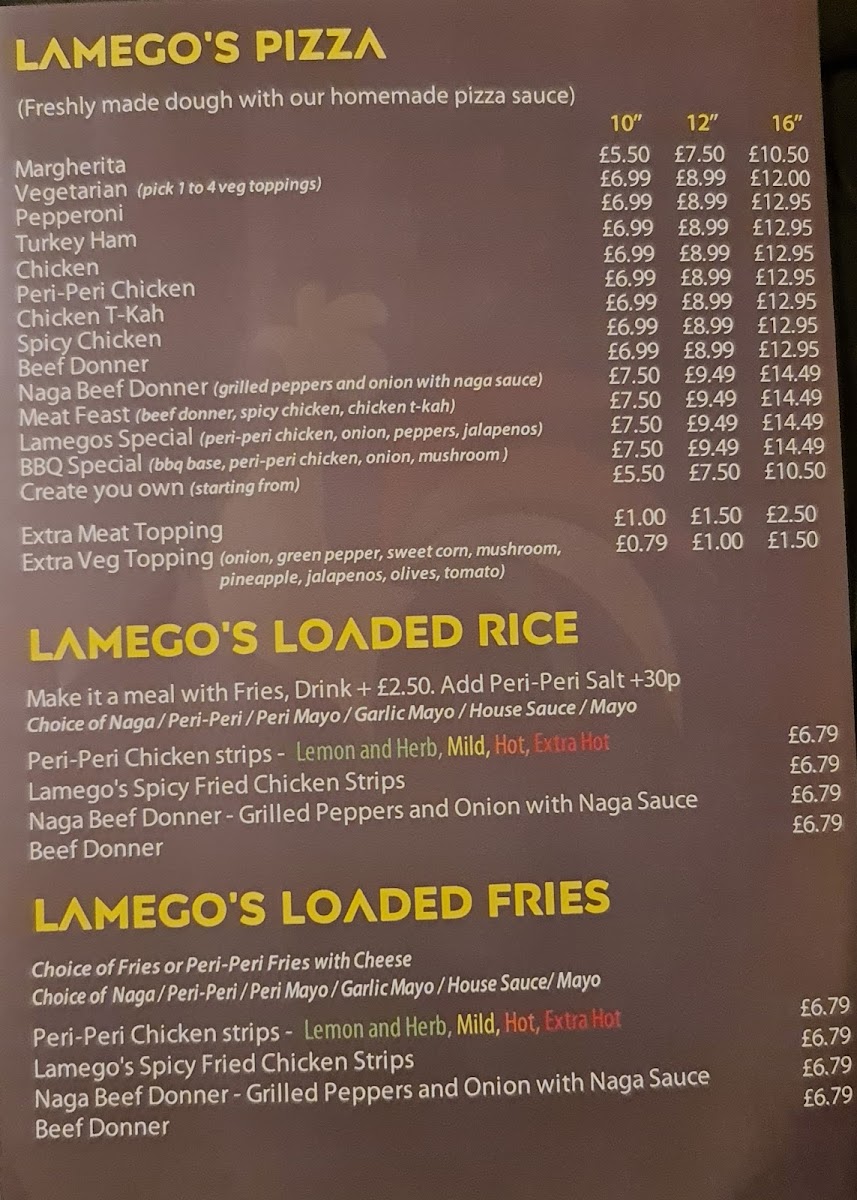 LAMEGO'S PIZZA
(Freshly made dough with our homemade pizza sauce)
10" 12" 16"
Margherita £5.50 £7.50 £10.50
Vegetarian (pick 1 to 4 veg toppings) £6.99 £8.99 £12.00
Pepperoni £6.99 £8.99 £12.95
Turkey Ham £6.99 £8.99 £12.95
Chicken £6.99 £8.99 £12.95
Peri-Peri Chicken £6.99 £8.99 £12.95
Chicken T-Kah £6.99 £8.99 £12.95
Spicy Chicken £6.99 £8.99 £12.95
Beef Donner £6.99 £8.99 £12.95
Naga Beef Donner (grilled peppers and onion with naga sauce) £7.50 £9.49 £14.49
Meat Feast (beef donner, spicy chicken, chicken t-kah) £7.50 £9.49 £14.49
Lamegos Special (peri-peri chicken, onion, peppers, jalapenos) £7.50 £9.49 £14.49
BBQ Special (bbq base, peri-peri chicken, onion, mushroom ) £7.50 £9.49 £14.49
Create you own (starting from) £5.50 £7.50 £10.50
Extra Meat Topping £1.00 £1.50 £2.50
Extra Veg Topping (onion, green pepper, sweet corn, mushroom, £0.79 £1.00 £1.50
pineapple, jalapenos, olives, tomato)
LAMEGO'S LOADED RICE
Make it a meal with Fries, Drink + £2.50. Add Peri-Peri Salt +30p
Choice of Naga / Peri-Peri / Peri Mayo / Garlic Mayo / House Sauce / Mayo
Peri-Peri Chicken strips - Lemon and Herb, Mild, Hot, Extra Hot £6.79
Lamego's Spicy Fried Chicken Strips £6.79
Naga Beef Donner - Grilled Peppers and Onion with Naga Sauce £6.79
Beef Donner £6.79
LAMEGO'S LOADED FRIES
Choice of Fries or Peri-Peri Fries with Cheese
Choice of Naga / Peri-Peri / Peri Mayo / Garlic Mayo / House Sauce/ Mayo
Peri-Peri Chicken strips - Lemon and Herb, Mild, Hot, Extra Hot £6.79
Lamego's Spicy Fried Chicken Strips £6.79
Naga Beef Donner - Grilled Peppers and Onion with Naga Sauce £6.79
Beef Donner £6.79